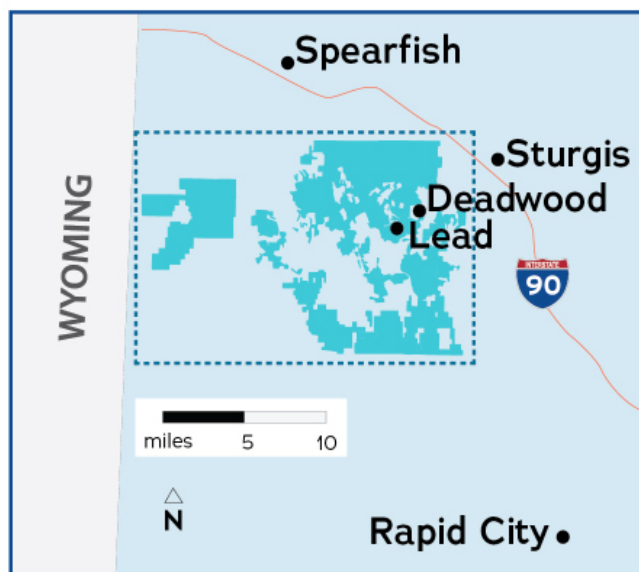 Spearfish
Sturgis
Deadwood
Lead
WYOMING
INTERSTATE
90
miles 5 10
N
Rapid City